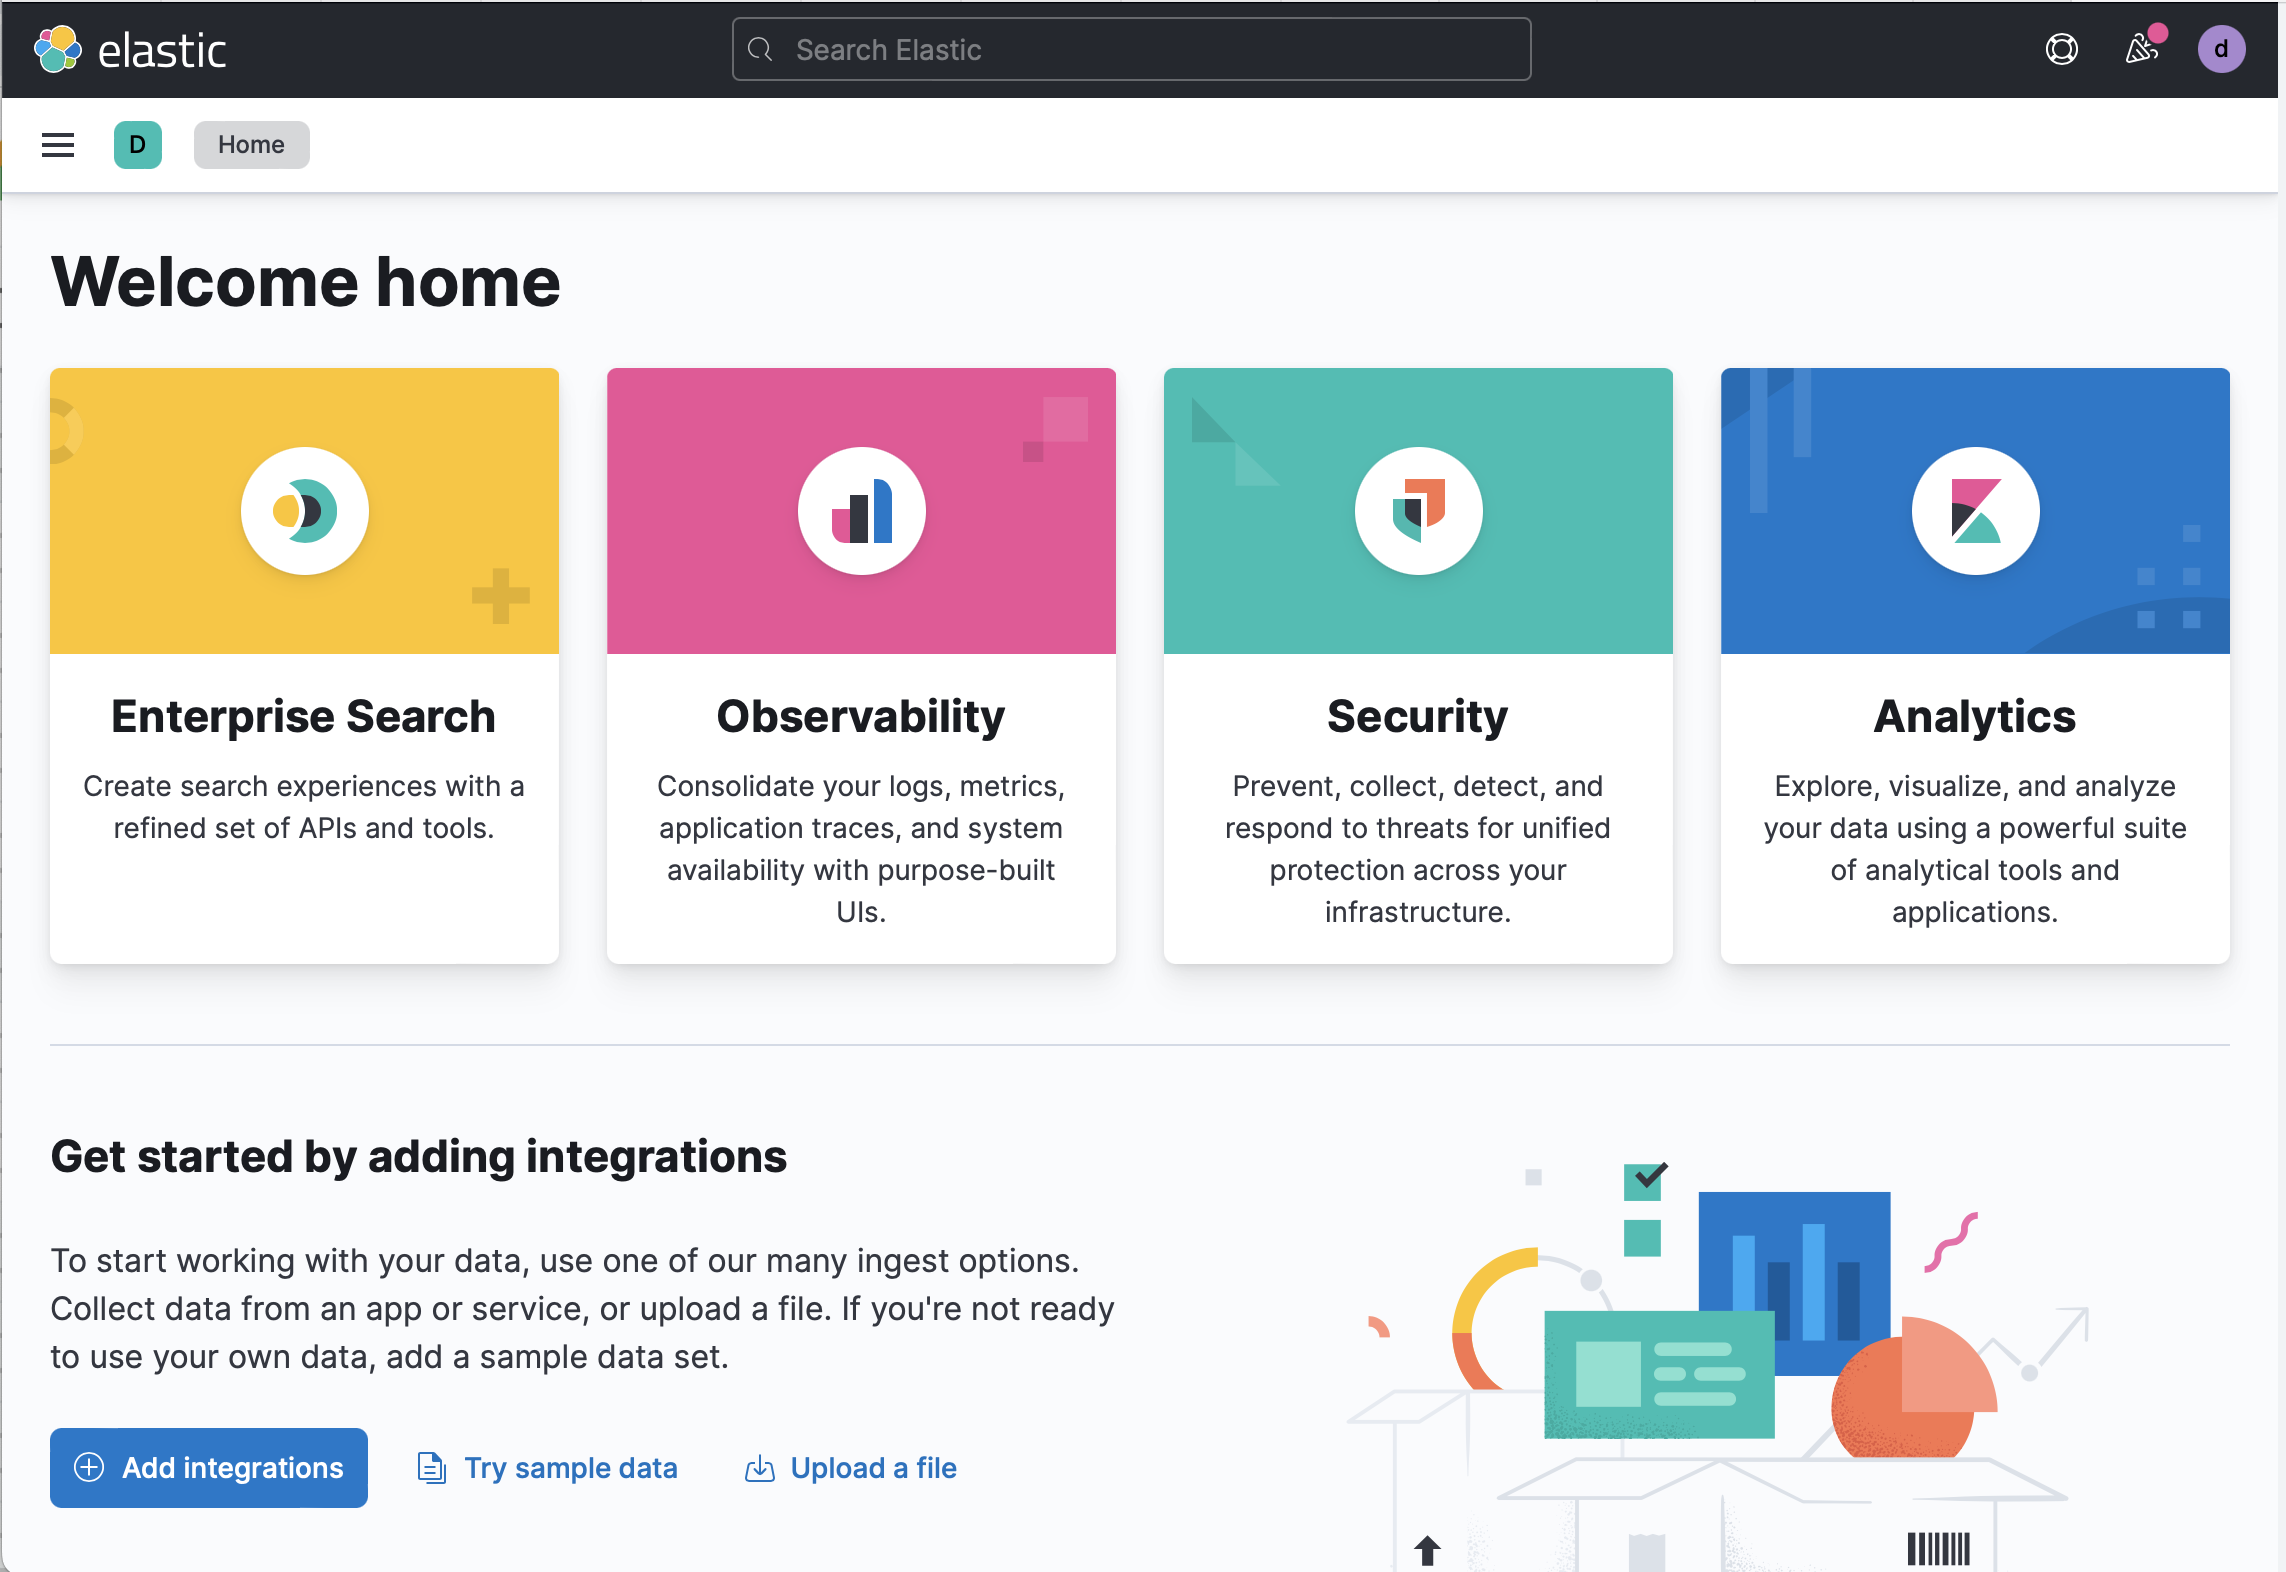 elastic
Search Elastic
d
D
Home
Welcome home
Enterprise Search
Create search experiences with a
refined set of APIs and tools.
Observability
Consolidate your logs, metrics,
application traces, and system
availability with purpose-built
UIs.
Security
Prevent, collect, detect, and
respond to threats for unified
protection across your
infrastructure.
Analytics
Explore, visualize, and analyze
your data using a powerful suite
of analytical tools and
applications.
Get started by adding integrations
To start working with your data, use one of our many ingest options.
Collect data from an app or service, or upload a file. If you're not ready
to use your own data, add a sample data set.
Add integrations
Try sample data
Upload a file